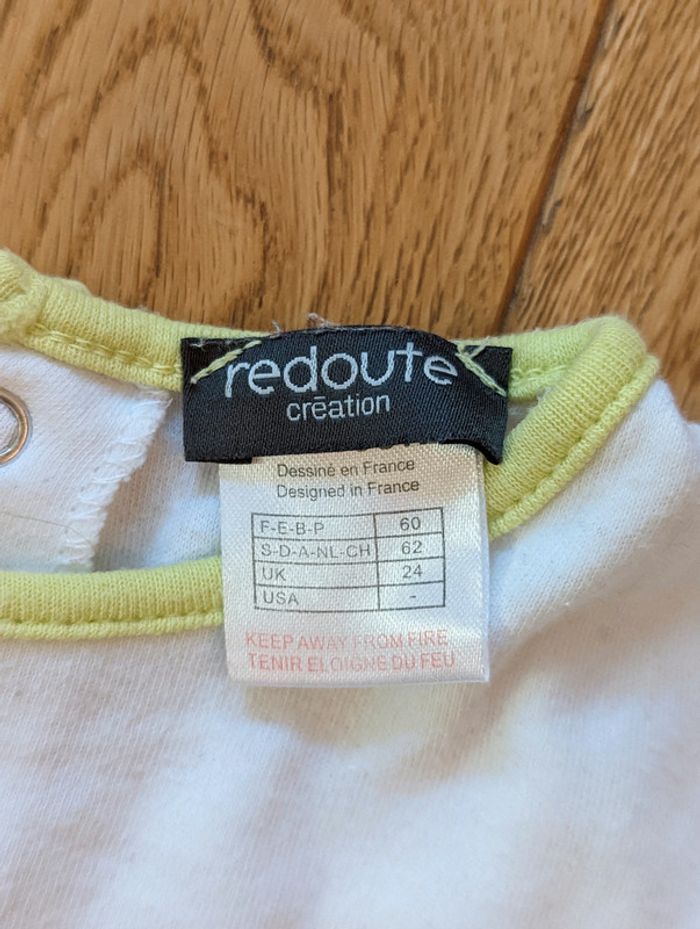 redoute
crēation
Dessiné en France
Designed in France
F-E-B-P 60
S-D-A-NL-CH 62
UK 24
USA -
KEEP AWAY FROM FIRE
TENIR ELOIGNE DU FEU